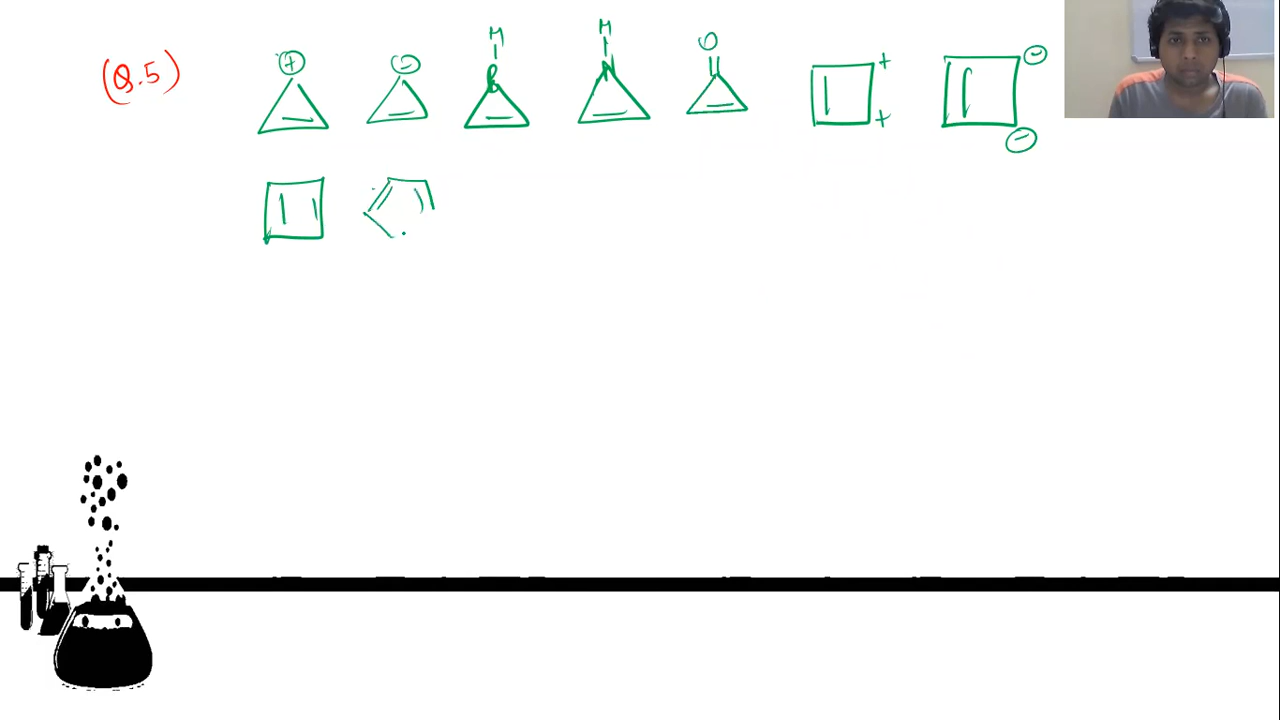 (Q.5)
H H O
⊕ ⊖ B N + ⊖
+ ⊖